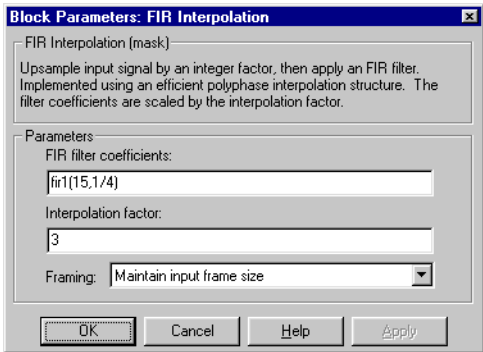 Block Parameters: FIR Interpolation
FIR Interpolation (mask)
Upsample input signal by an integer factor, then apply an FIR filter.
Implemented using an efficient polyphase interpolation structure. The
filter coefficients are scaled by the interpolation factor.
Parameters
FIR filter coefficients:
fir1(15,1/4)
Interpolation factor:
3
Framing: Maintain input frame size
OK Cancel Help Apply